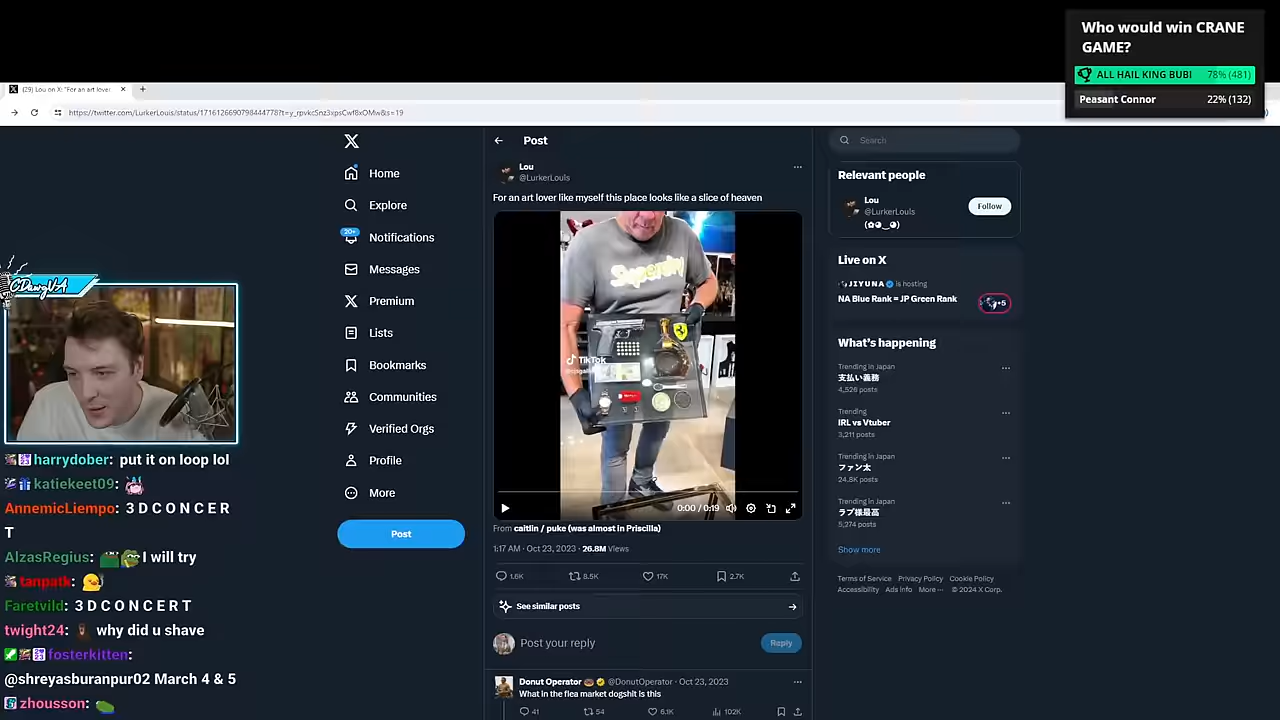 Who would win CRANE
GAME?
ALL HAIL KING BUBI 78% (481)
Peasant Connor 22% (132)
(29) Lou on X: "For an art lover
https://twitter.com/LurkerLouis/status/
Post
Search
Lou
@LurkerLouis
For an art lover like myself this place looks like a slice of heaven
Home
Explore
20+
Notifications
Messages
Premium
Lists
Bookmarks
Communities
Verified Orgs
Profile
More
Post
Relevant people
Lou
@LurkerLouis
Follow
Live on X
JIYUNA is hosting
NA Blue Rank = JP Green Rank
+5
What's happening
Trending in Japan
支払い義務
4,526 posts
Trending
IRL vs Vtuber
3,211 posts
Trending in Japan
ファン太
24.8K posts
Trending in Japan
ラブ様最高
5,274 posts
Show more
Terms of Service Privacy Policy Cookie Policy
Accessibility Ads info More ··· © 2024 X Corp.
Superdry
TikTok
0:00 / 0:19
From caitlin / puke (was almost in Priscilla)
1:17 AM · Oct 23, 2023 · 26.8M Views
1.6K 8.5K 17K 2.7K
See similar posts
Post your reply
Reply
Donut Operator @DonutOperator · Oct 23, 2023
What in the flea market dogshit is this
41 54 6.1K 102K
CDawgVA
harrydober: put it on loop lol
katiekeet09:
AnnemicLiempo: 3 D C O N C E R
T
AlzasRegius: I will try
tanpatk:
Faretvild: 3 D C O N C E R T
twight24: why did u shave
fosterkitten:
@shreyasburanpur02 March 4 & 5
zhousson: